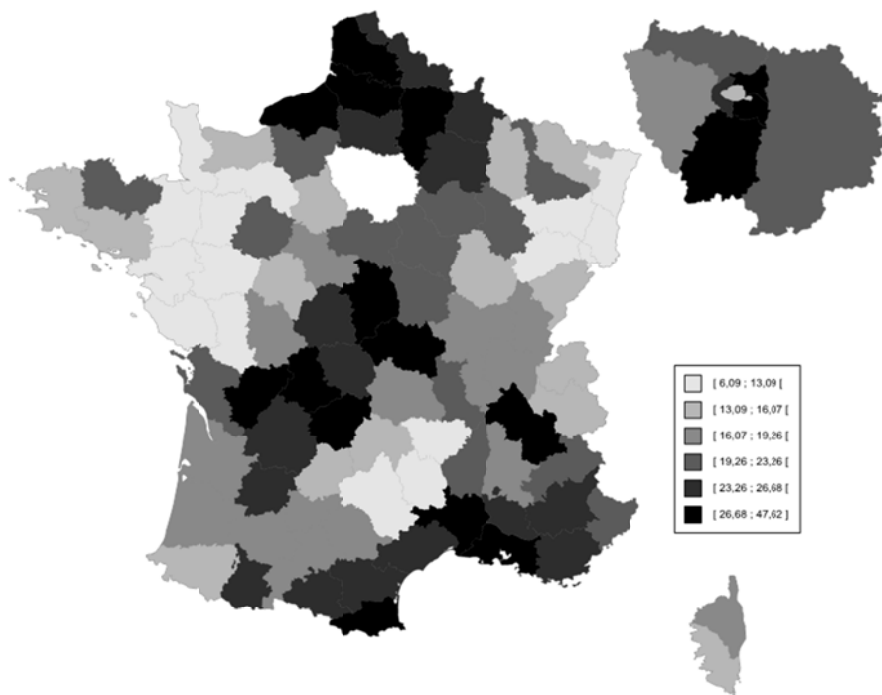 [ 6,09 ; 13,09 [
[ 13,09 ; 16,07 [
[ 16,07 ; 19,26 [
[ 19,26 ; 23,26 [
[ 23,26 ; 26,68 [
[ 26,68 ; 47,62 ]